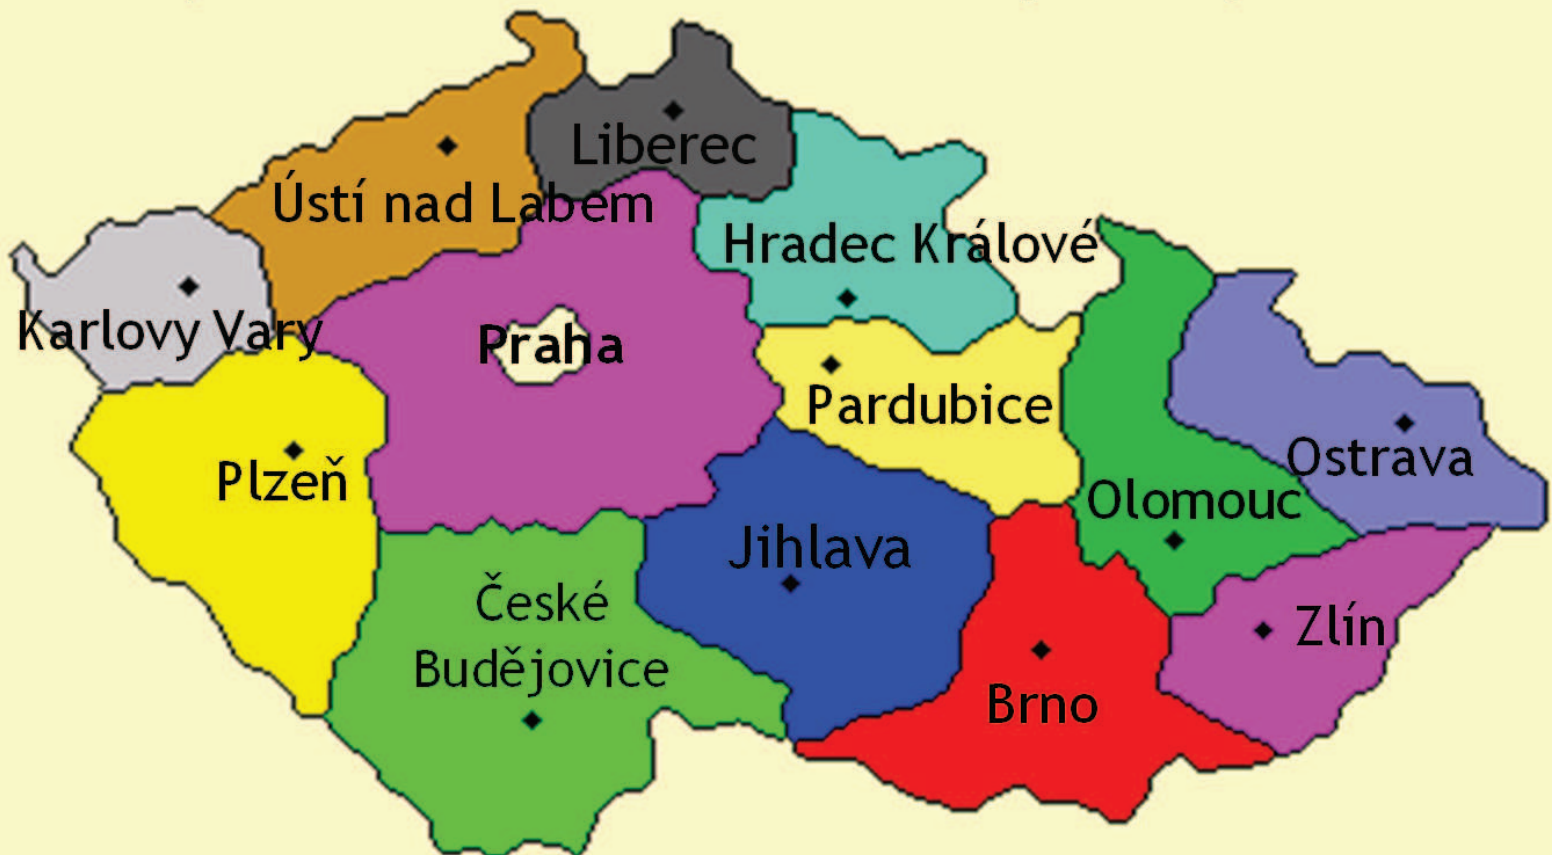 Liberec
Ústí nad Labem
Hradec Králové
Karlovy Vary
Praha
Pardubice
Plzeň
Ostrava
Olomouc
Jihlava
České
Budějovice
Zlín
Brno